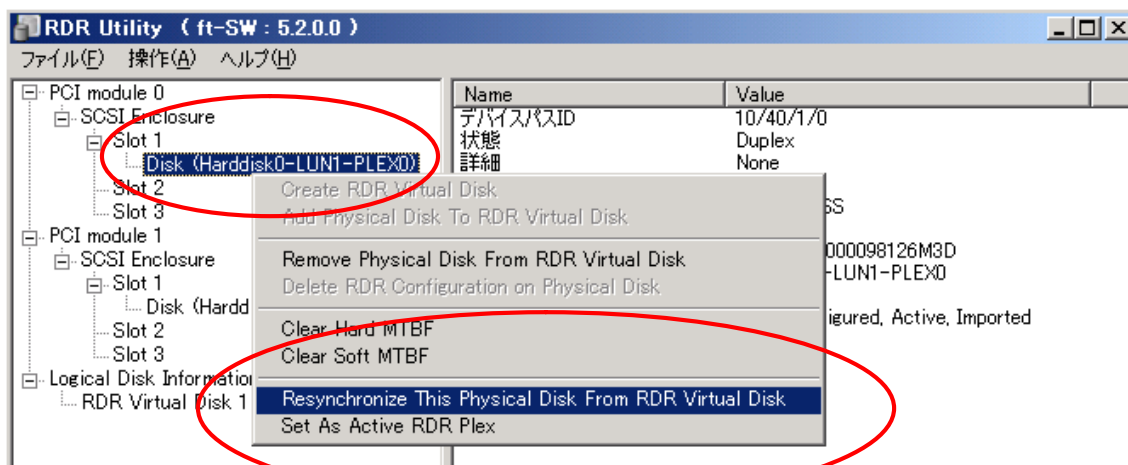 RDR Utility ( ft-SW : 5.2.0.0 )
ファイル(F) 操作(A) ヘルプ(H)
PCI module 0
SCSI Enclosure
Slot 1
Disk (Harddisk0-LUN1-PLEX0)
Slot 2
Slot 3
PCI module 1
SCSI Enclosure
Slot 1
Disk (Hardd
Slot 2
Slot 3
Logical Disk Information
RDR Virtual Disk 1
Name Value
デバイスパスID 10/40/1/0
状態 Duplex
詳細 None
SS
000098126M3D
-LUN1-PLEX0
igured, Active, Imported
Create RDR Virtual Disk
Add Physical Disk To RDR Virtual Disk
Remove Physical Disk From RDR Virtual Disk
Delete RDR Configuration on Physical Disk
Clear Hard MTBF
Clear Soft MTBF
Resynchronize This Physical Disk From RDR Virtual Disk
Set As Active RDR Plex